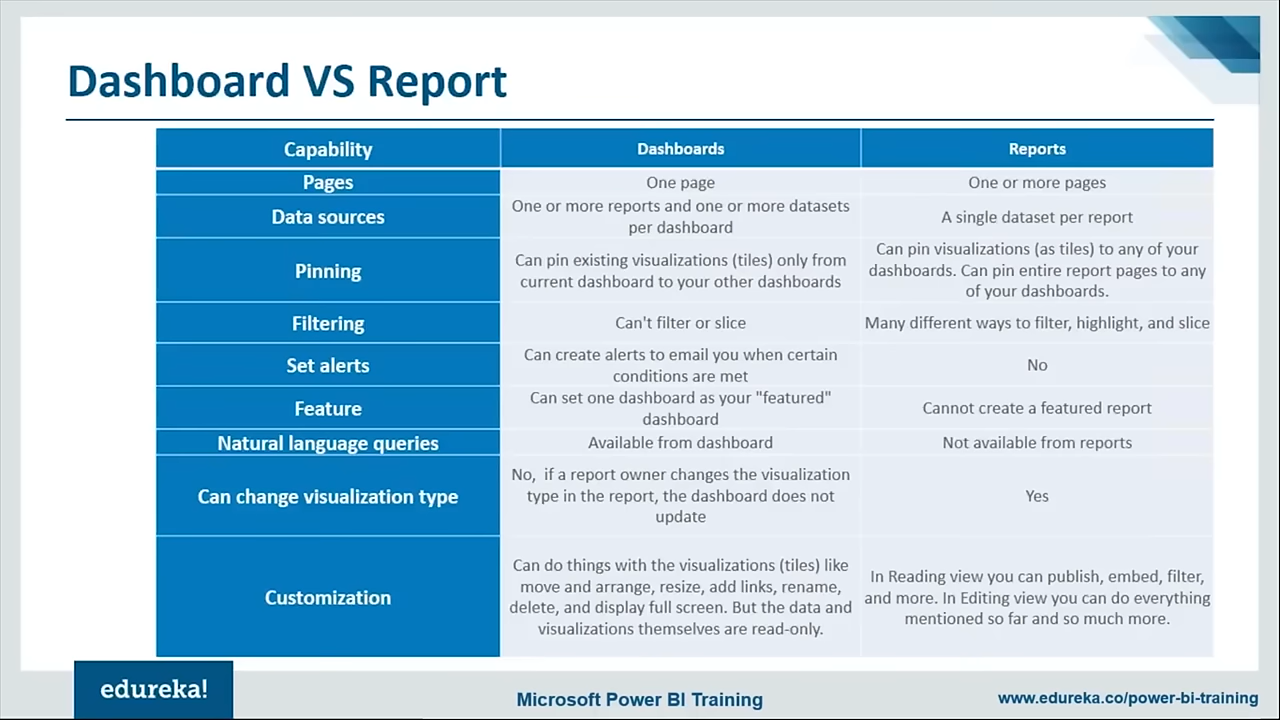 Dashboard VS Report
Capability
Dashboards
Reports
Pages
One page
One or more pages
Data sources
One or more reports and one or more datasets
per dashboard
A single dataset per report
Pinning
Can pin existing visualizations (tiles) only from
current dashboard to your other dashboards
Can pin visualizations (as tiles) to any of your
dashboards. Can pin entire report pages to any
of your dashboards.
Filtering
Can't filter or slice
Many different ways to filter, highlight, and slice
Set alerts
Can create alerts to email you when certain
conditions are met
No
Feature
Can set one dashboard as your "featured"
dashboard
Cannot create a featured report
Natural language queries
Available from dashboard
Not available from reports
Can change visualization type
No, if a report owner changes the visualization
type in the report, the dashboard does not
update
Yes
Customization
Can do things with the visualizations (tiles) like
move and arrange, resize, add links, rename,
delete, and display full screen. But the data and
visualizations themselves are read-only.
In Reading view you can publish, embed, filter,
and more. In Editing view you can do everything
mentioned so far and so much more.
edureka!
Microsoft Power BI Training
www.edureka.co/power-bi-training